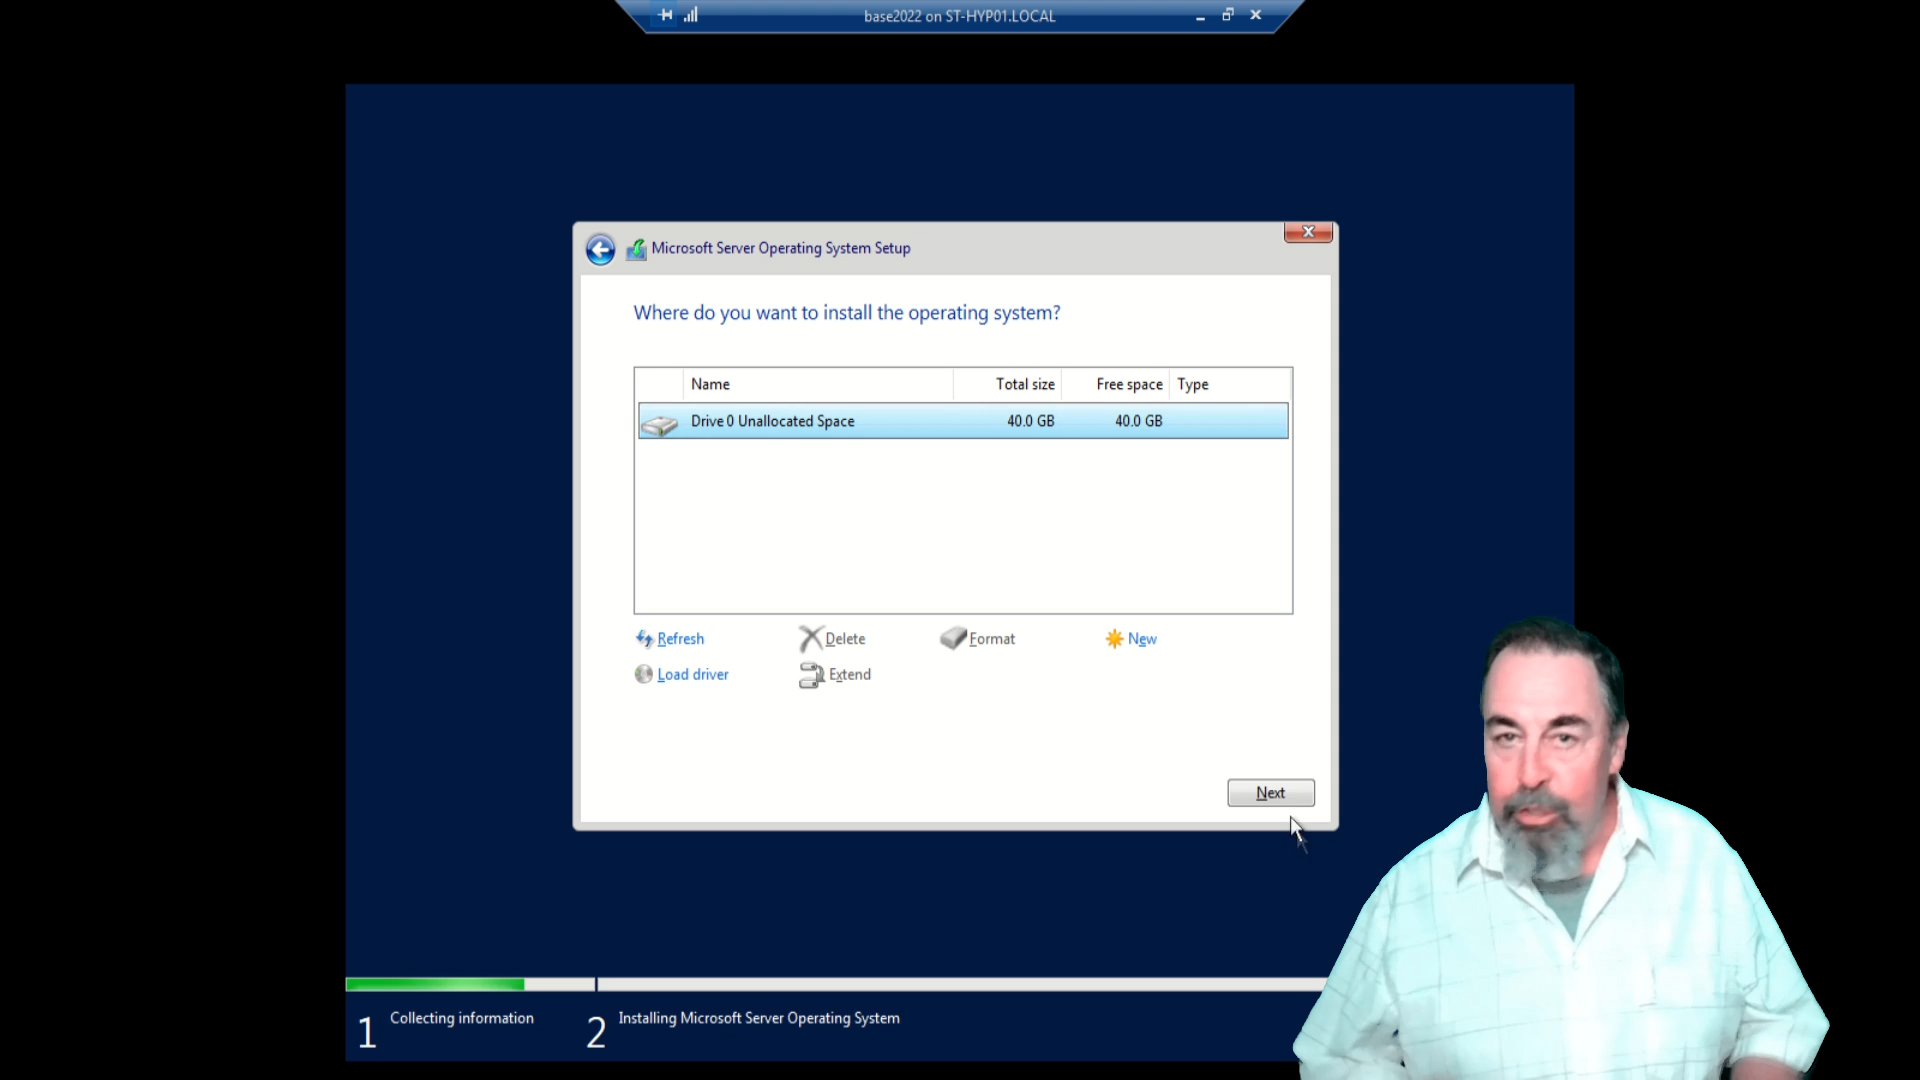 base2022 on ST-HYP01.LOCAL
Microsoft Server Operating System Setup
Where do you want to install the operating system?
Name Total size Free space Type
Drive 0 Unallocated Space 40.0 GB 40.0 GB
Refresh Delete Format New
Load driver Extend
Next
1 Collecting information 2 Installing Microsoft Server Operating System